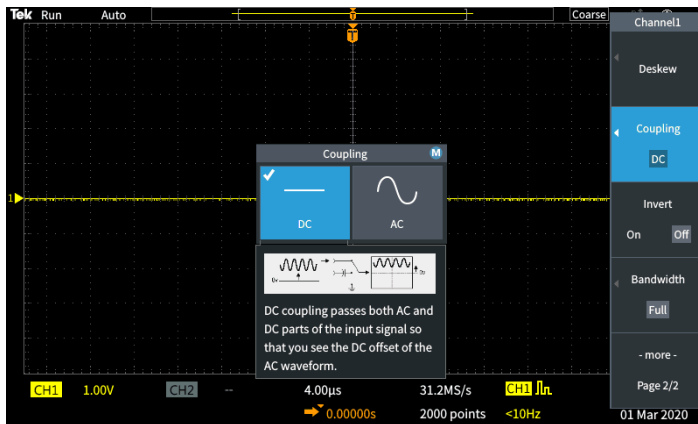 Tek Run Auto Coarse
T
T
Channel1
Deskew
Coupling
DC
Invert
On Off
Bandwidth
Full
- more -
Page 2/2
Coupling M
DC AC
DC coupling passes both AC and
DC parts of the input signal so
that you see the DC offset of the
AC waveform.
1
CH1 1.00V CH2 -- 4.00µs 31.2MS/s CH1
0.00000s 2000 points <10Hz 01 Mar 2020